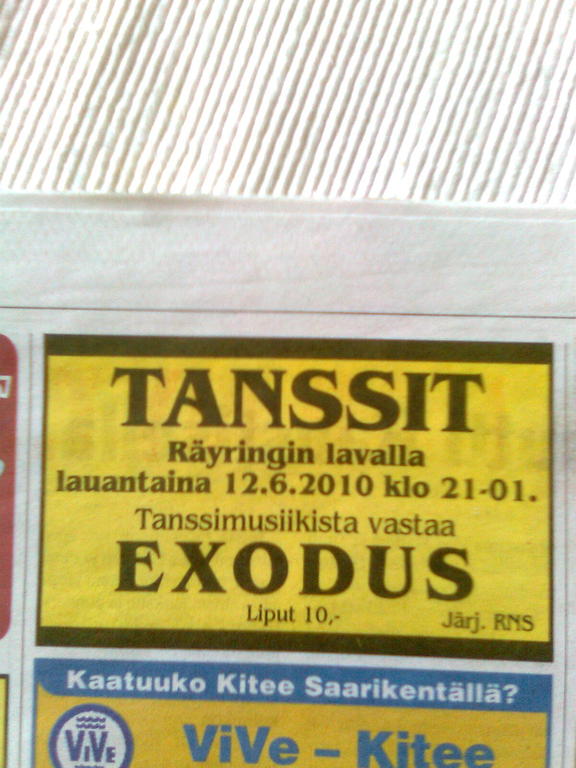 TANSSIT
Räyringin lavalla
lauantaina 12.6.2010 klo 21-01.
Tanssimusiikista vastaa
EXODUS
Liput 10,-
Järj. RNS
Kaatuuko Kitee Saarikentällä?
ViVe
ViVe – Kitee